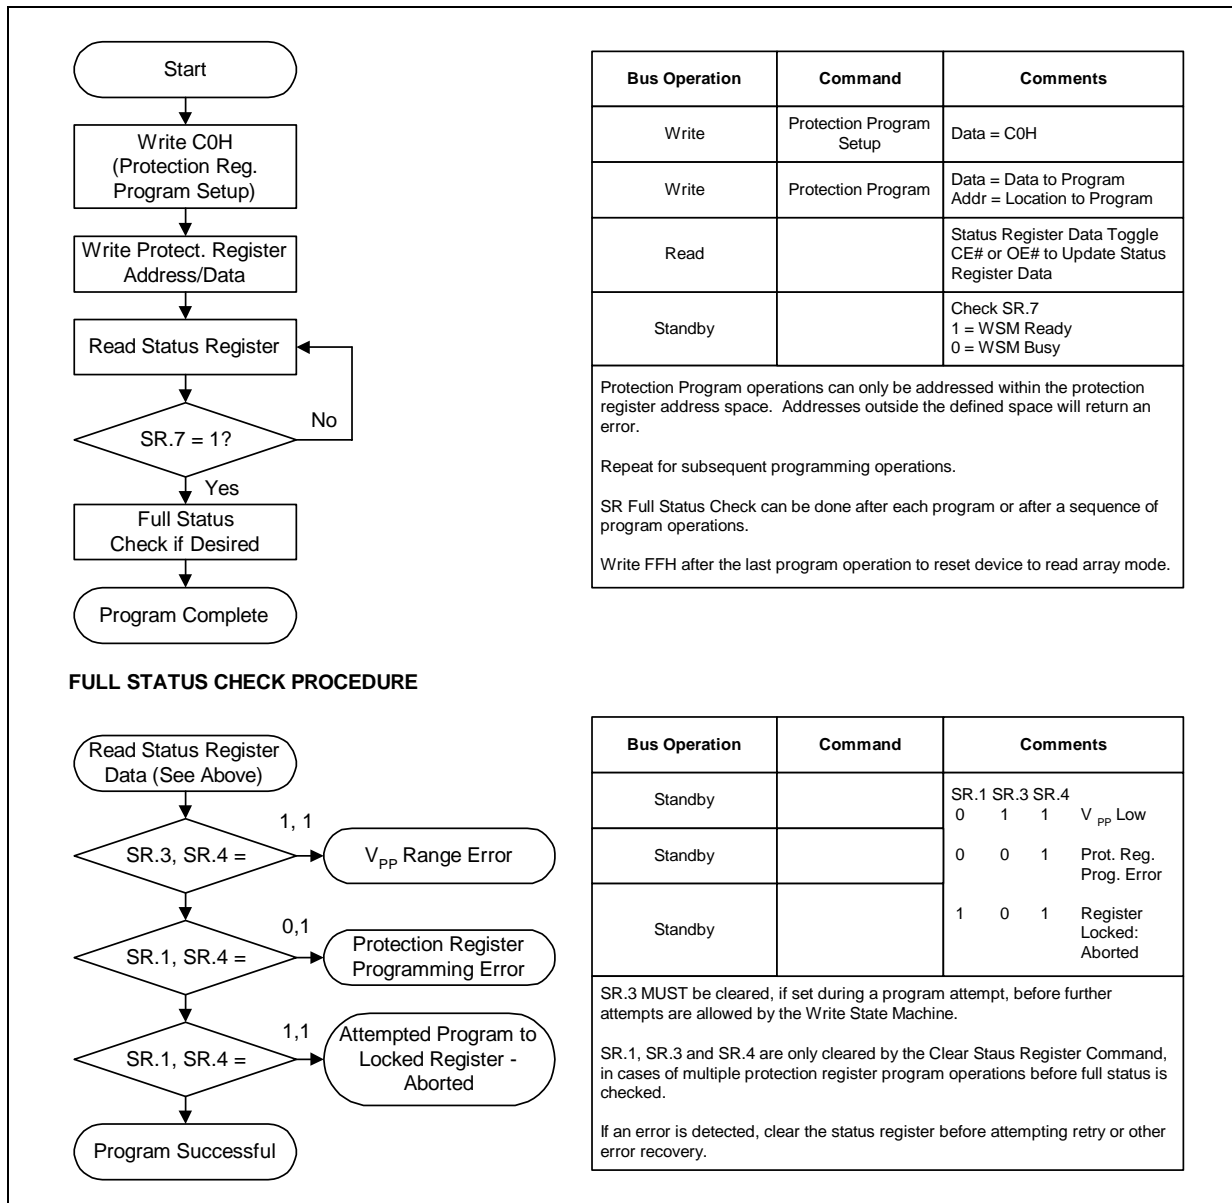 Start
Write C0H
(Protection Reg.
Program Setup)
Write Protect. Register
Address/Data
Read Status Register
No
SR.7 = 1?
Yes
Full Status
Check if Desired
Program Complete
Bus Operation Command Comments
Write Protection Program
Setup Data = C0H
Write Protection Program Data = Data to Program
Addr = Location to Program
Read Status Register Data Toggle
CE# or OE# to Update Status
Register Data
Standby Check SR.7
1 = WSM Ready
0 = WSM Busy
Protection Program operations can only be addressed within the protection
register address space. Addresses outside the defined space will return an
error.
Repeat for subsequent programming operations.
SR Full Status Check can be done after each program or after a sequence of
program operations.
Write FFH after the last program operation to reset device to read array mode.
FULL STATUS CHECK PROCEDURE
Read Status Register
Data (See Above)
1, 1
SR.3, SR.4 =
VPP Range Error
0,1
SR.1, SR.4 =
Protection Register
Programming Error
1,1
SR.1, SR.4 =
Attempted Program to
Locked Register -
Aborted
Program Successful
Bus Operation Command Comments
Standby SR.1 SR.3 SR.4
0 1 1 V PP Low
Standby 0 0 1 Prot. Reg.
Prog. Error
Standby 1 0 1 Register
Locked:
Aborted
SR.3 MUST be cleared, if set during a program attempt, before further
attempts are allowed by the Write State Machine.
SR.1, SR.3 and SR.4 are only cleared by the Clear Staus Register Command,
in cases of multiple protection register program operations before full status is
checked.
If an error is detected, clear the status register before attempting retry or other
error recovery.